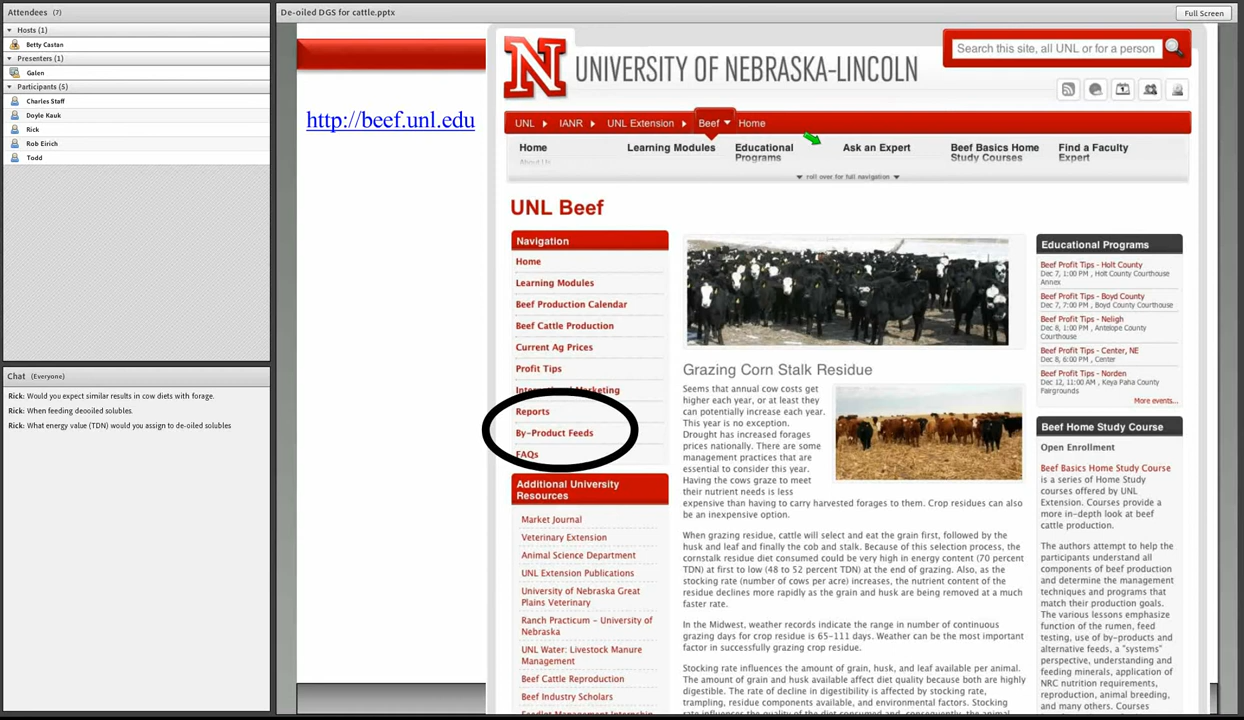 Attendees (7)
Hosts (1)
Betty Castan
Presenters (1)
Galen
Participants (5)
Charles Staff
Doyle Kauk
Rick
Rob Eirich
Todd
Chat (Everyone)
Rick: Would you expect similar results in cow diets with forage.
Rick: When feeding deooiled solubles.
Rick: What energy value (TDN) would you assign to de-oiled solubles
De-oiled DGS for cattle.pptx
Full Screen
http://beef.unl.edu
N UNIVERSITY OF NEBRASKA-LINCOLN
Search this site, all UNL or for a person
UNL IANR UNL Extension Beef Home
Home
About Us
Learning Modules
Educational
Programs
Ask an Expert
Beef Basics Home
Study Courses
Find a Faculty
Expert
roll over for full navigation
UNL Beef
Navigation
Home
Learning Modules
Beef Production Calendar
Beef Cattle Production
Current Ag Prices
Profit Tips
International Marketing
Reports
By-Product Feeds
FAQs
Additional University
Resources
Market Journal
Veterinary Extension
Animal Science Department
UNL Extension Publications
University of Nebraska Great
Plains Veterinary
Ranch Practicum - University of
Nebraska
UNL Water: Livestock Manure
Management
Beef Cattle Reproduction
Beef Industry Scholars
Feedlot Management Internship
Grazing Corn Stalk Residue
Seems that annual cow costs get
higher each year, or at least they
can potentially increase each year.
This year is no exception.
Drought has increased forages
prices nationally. There are some
management practices that are
essential to consider this year.
Having the cows graze to meet
their nutrient needs is less
expensive than having to carry harvested forages to them. Crop residues can also
be an inexpensive option.
When grazing residue, cattle will select and eat the grain first, followed by the
husk and leaf and finally the cob and stalk. Because of this selection process, the
cornstalk residue diet consumed could be very high in energy content (70 percent
TDN) at first to low (48 to 52 percent TDN) at the end of grazing. Also, as the
stocking rate (number of cows per acre) increases, the nutrient content of the
residue declines more rapidly as the grain and husk are being removed at a much
faster rate.
In the Midwest, weather records indicate the range in number of continuous
grazing days for crop residue is 65-111 days. Weather can be the most important
factor in successfully grazing crop residue.
Stocking rate influences the amount of grain, husk, and leaf available per animal.
The amount of grain and husk available affect diet quality because both are highly
digestible. The rate of decline in digestibility is affected by stocking rate,
trampling, residue components available, and environmental factors. Stocking
rate influences the quality of the diet consumed and, consequently, the animal
Educational Programs
Beef Profit Tips - Holt County
Dec 7, 1:00 PM , Holt County Courthouse
Annex
Beef Profit Tips - Boyd County
Dec 7, 7:00 PM , Boyd County Courthouse
Beef Profit Tips - Neligh
Dec 8, 1:00 PM , Antelope County
Courthouse
Beef Profit Tips - Center, NE
Dec 8, 6:00 PM , Center
Beef Profit Tips - Norden
Dec 12, 11:00 AM , Keya Paha County
Fairgrounds
More events...
Beef Home Study Course
Open Enrollment
Beef Basics Home Study Course
is a series of Home Study
courses offered by UNL
Extension. Courses provide a
more in-depth look at beef
cattle production.
The authors attempt to help the
participants understand all
components of beef production
and determine the management
techniques and programs that
match their production goals.
The various lessons emphasize
function of the rumen, feed
testing, use of by-products and
alternative feeds, a "systems"
perspective, understanding and
feeding minerals, application of
NRC nutrition requirements,
reproduction, animal breeding,
and many others. Courses